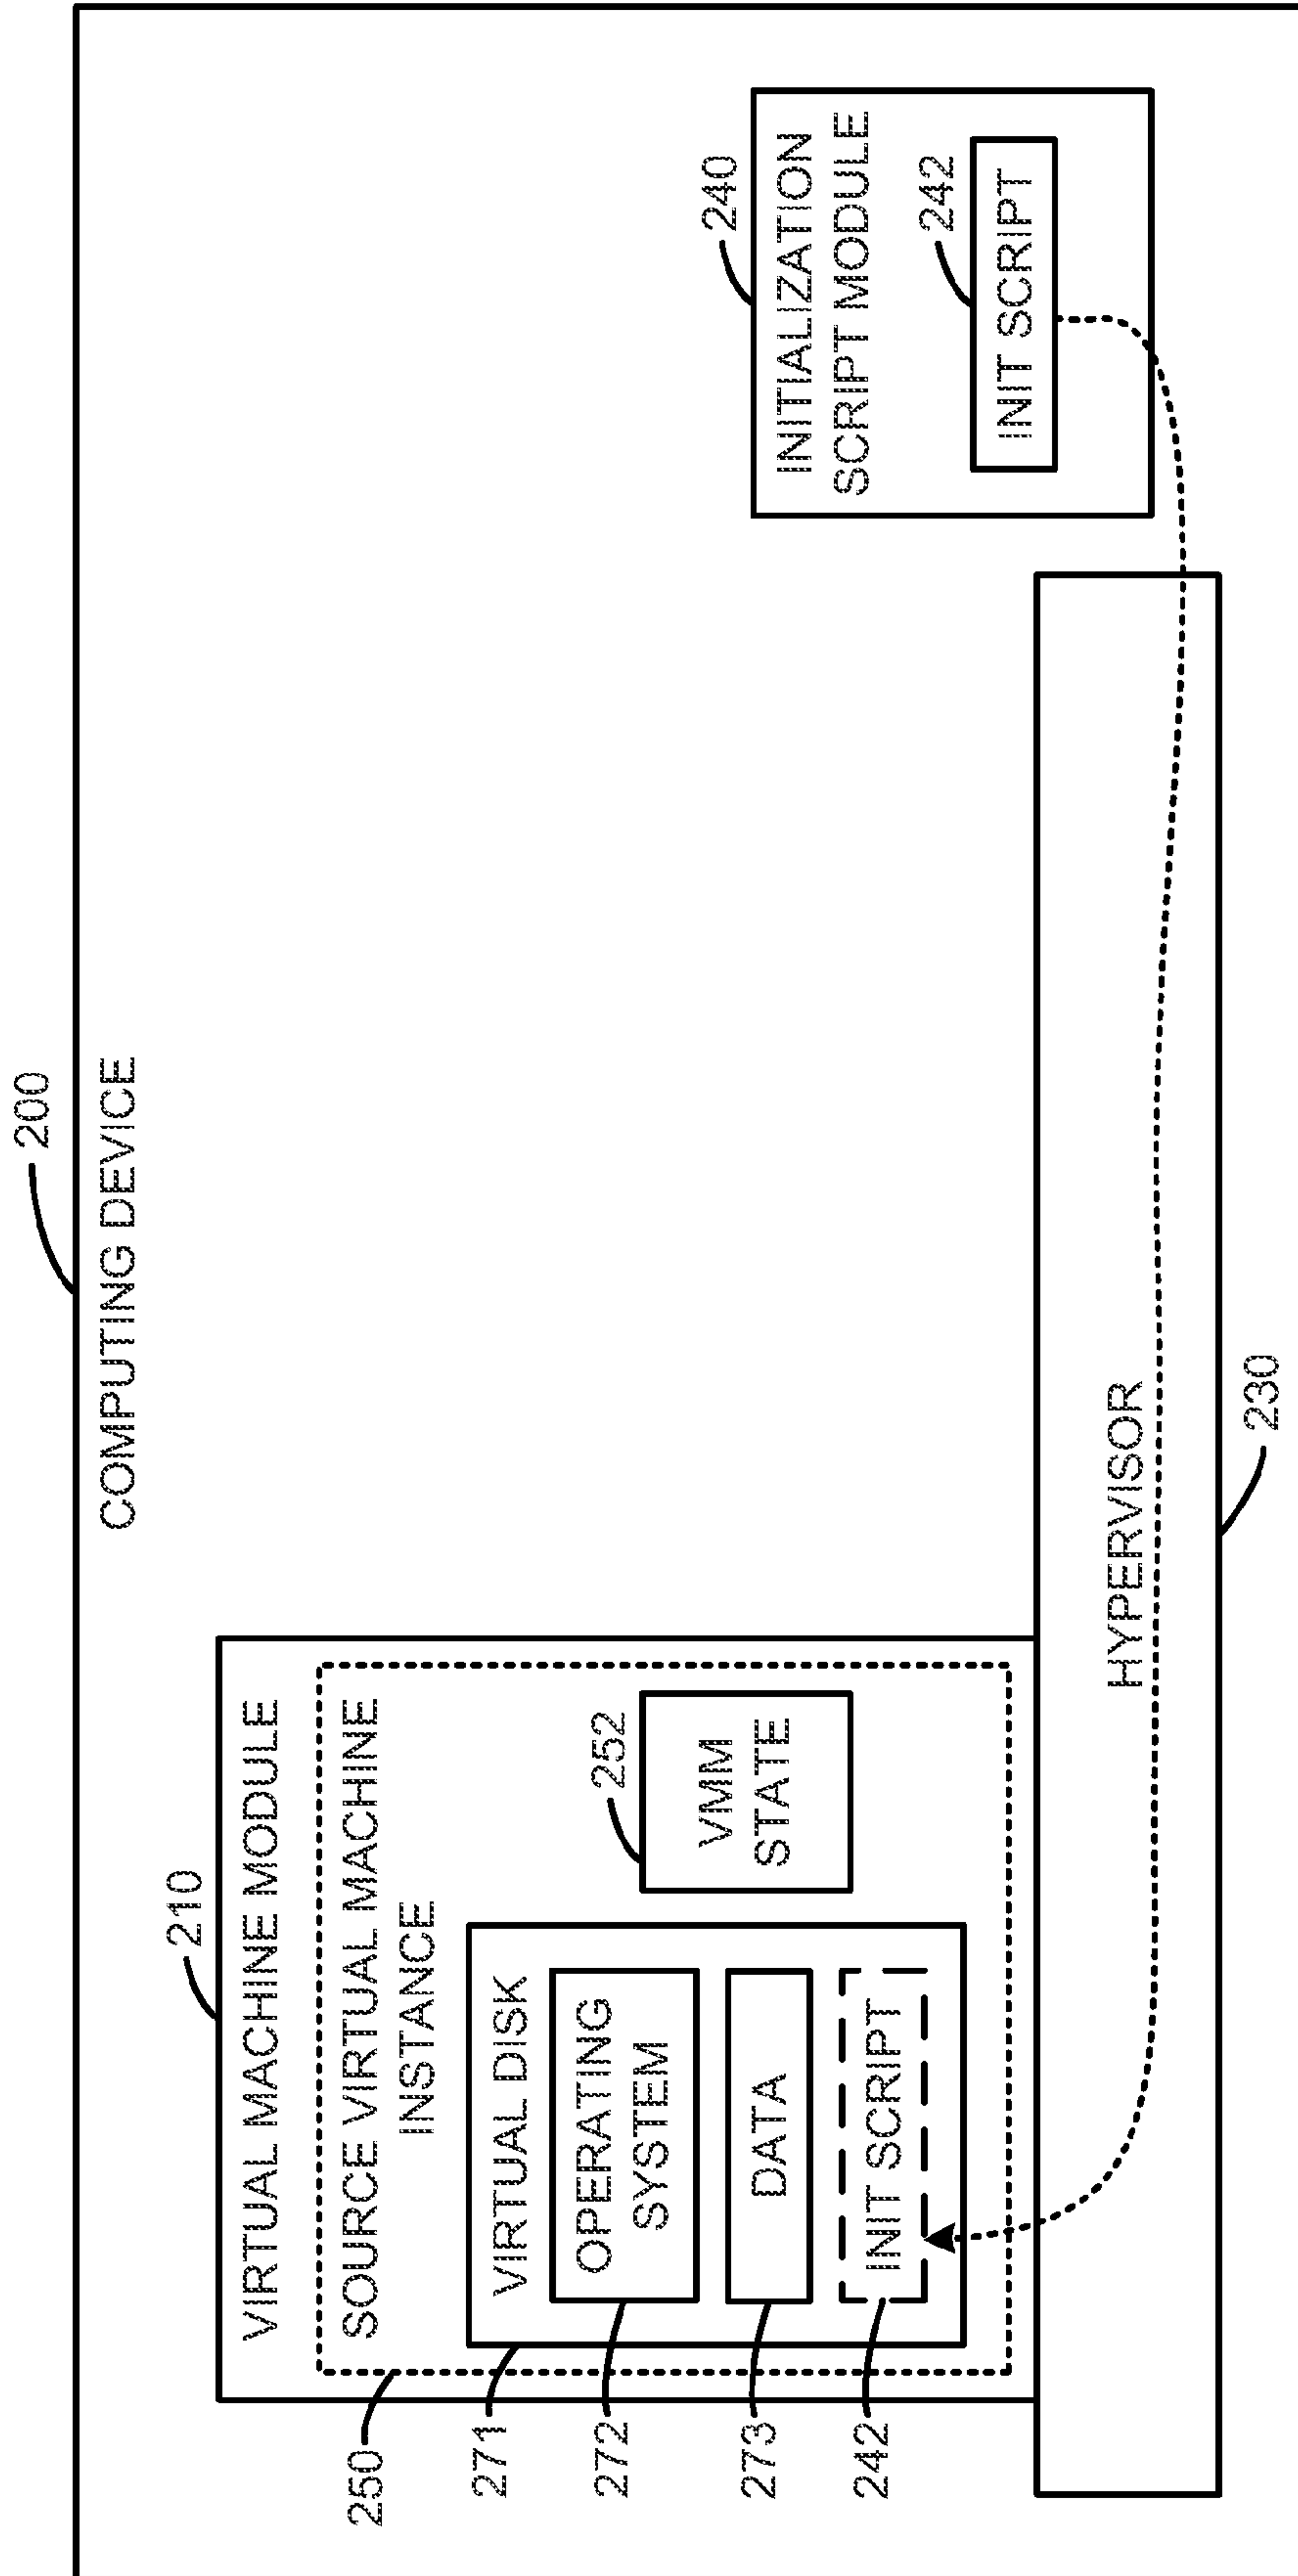 200
COMPUTING DEVICE
210
VIRTUAL MACHINE MODULE
250
SOURCE VIRTUAL MACHINE
INSTANCE
271
VIRTUAL DISK
272
OPERATING
SYSTEM
273
DATA
242
INIT SCRIPT
252
VMM
STATE
240
INITIALIZATION
SCRIPT MODULE
242
INIT SCRIPT
HYPERVISOR
230